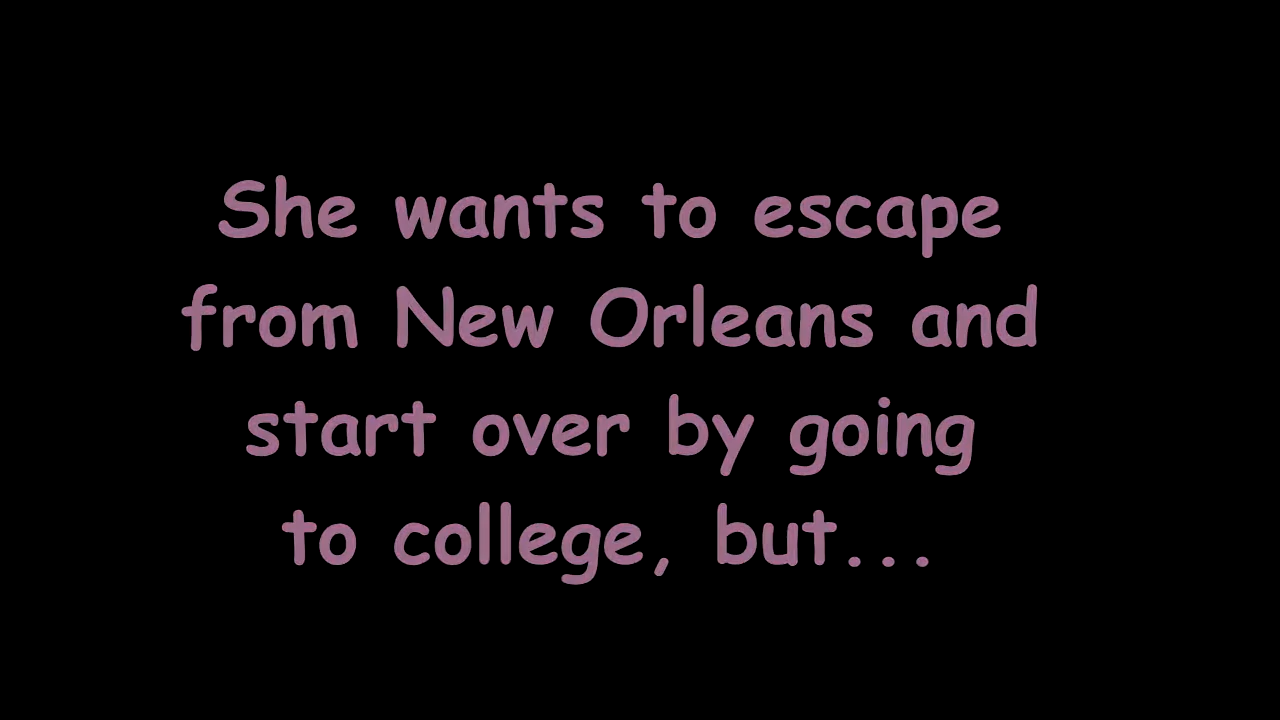 She wants to escape
from New Orleans and
start over by going
to college, but...